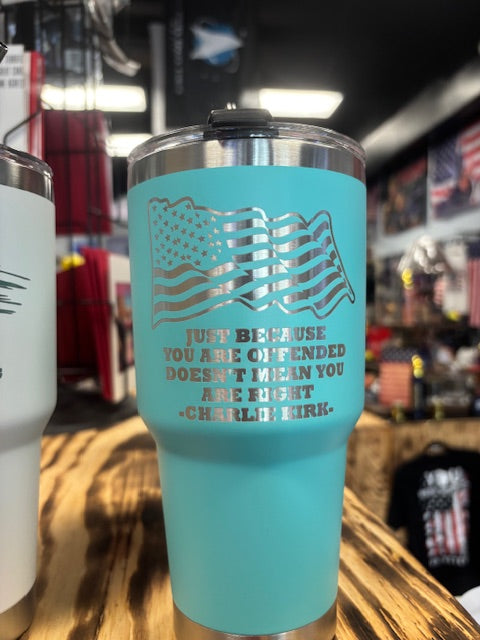 JUST BECAUSE
YOU ARE OFFENDED
DOESN'T MEAN YOU
ARE RIGHT
-CHARLIE KIRK-